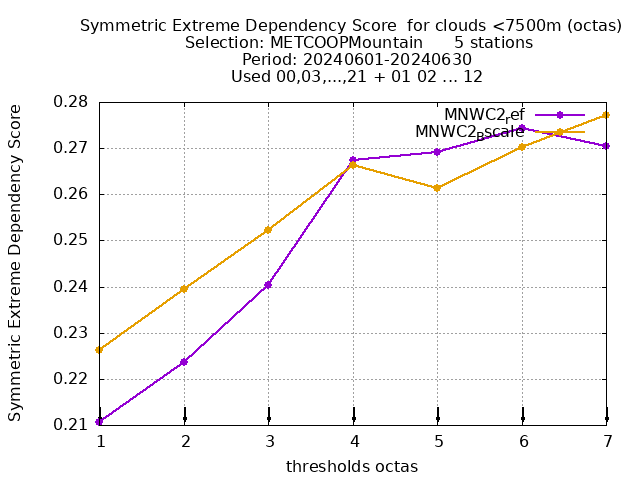 Symmetric Extreme Dependency Score  for clouds <7500m (octas)
Selection: METCOOPMountain      5 stations
Period: 20240601-20240630
Used 00,03,...,21 + 01 02 ... 12
Symmetric Extreme Dependency Score
0.28
0.27
0.26
0.25
0.24
0.23
0.22
0.21
MNWC2ref
MNWC2Bscale
1 2 3 4 5 6 7
thresholds octas